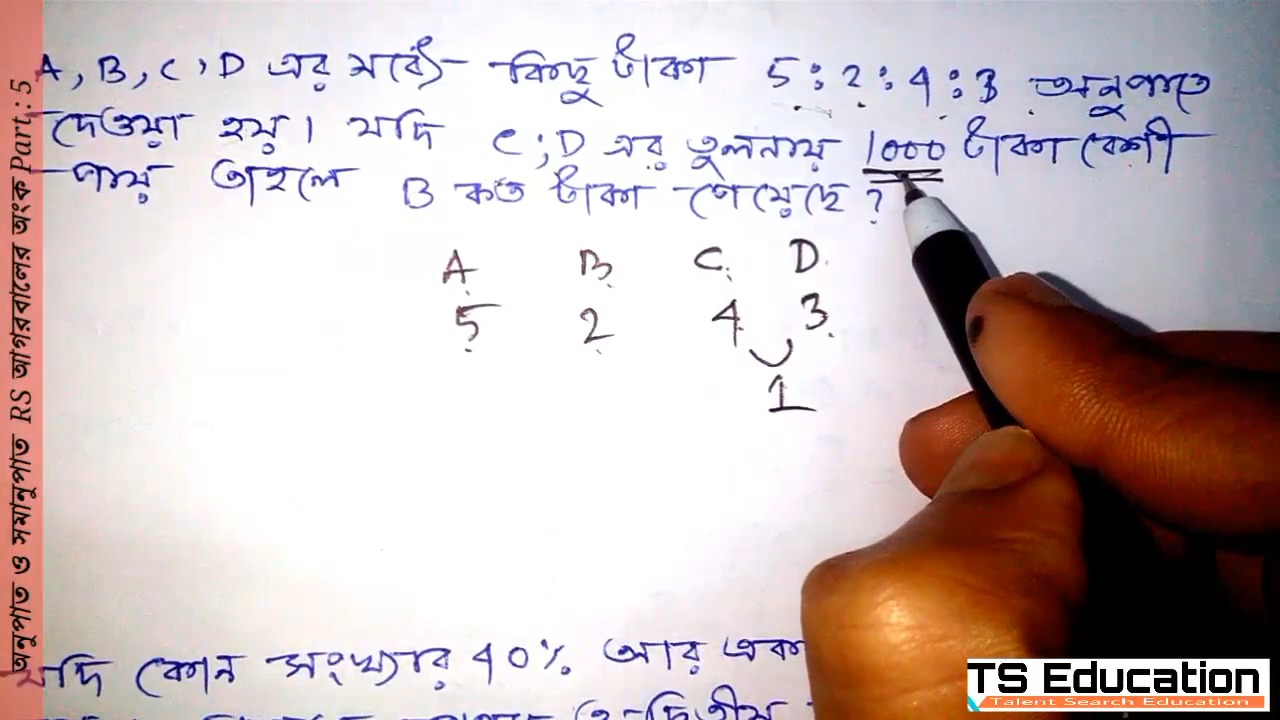 A, B, C, D এর মধ্যে কিছু টাকা 5 : 2 : 4 : 3 অনুপাতে
দেওয়া হয়। যদি C, D এর তুলনায় 1000 টাকা বেশী
পায় তাহলে B কত টাকা পেয়েছে ?
A B C D
5 2 4 3
1
যদি কোন সংখ্যার 40% আর একা
দ্বিতীয়
অনুপাত ও সমানুপাত RS আগরবালের অংক Part:5
TS Education
Talent Search Education